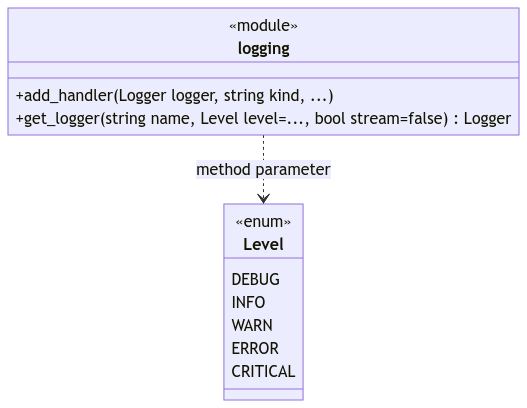 «module»
logging
+add_handler(Logger logger, string kind, ...)
+get_logger(string name, Level level=..., bool stream=false) : Logger
method parameter
«enum»
Level
DEBUG
INFO
WARN
ERROR
CRITICAL